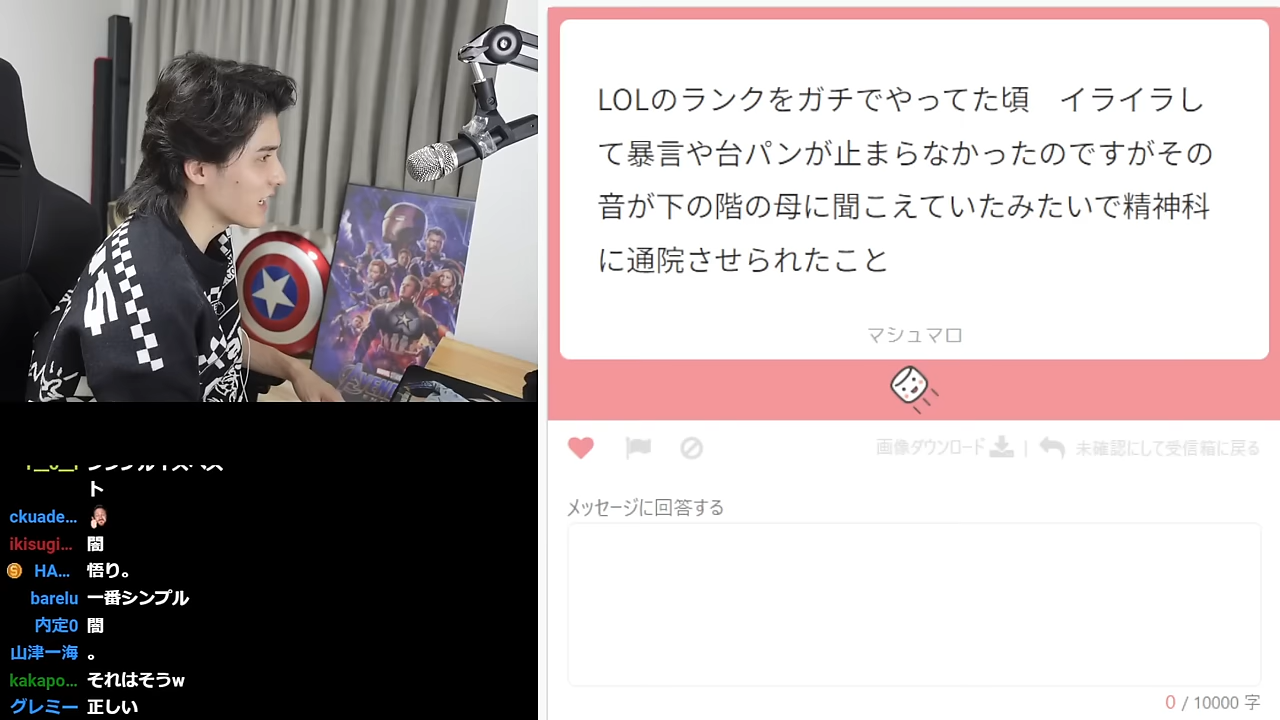 LOLのランクをガチでやってた頃　イライラし
て暴言や台パンが止まらなかったのですがその
音が下の階の母に聞こえていたみたいで精神科
に通院させられたこと
マシュマロ
画像ダウンロード | 未確認にして受信箱に戻る
メッセージに回答する
0 / 10000 字
ト
ckuade...
ikisugi... 闇
HA... 悟り。
barelu 一番シンプル
内定0 闇
山津一海 。
kakapo... それはそうw
グレミー 正しい